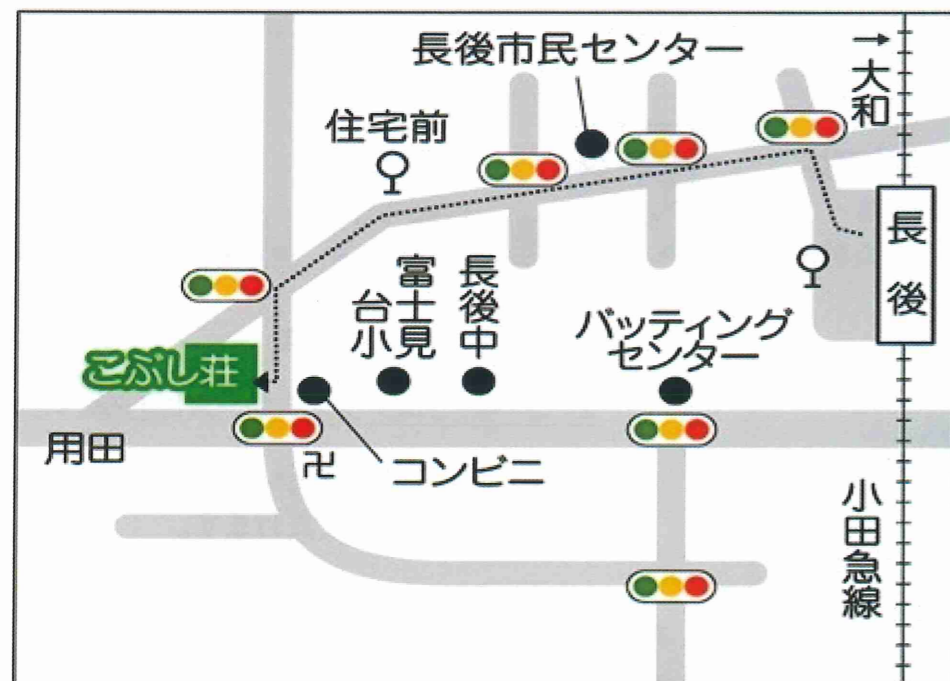 長後市民センター
→大和
住宅前
長後
富士見
台小
長後中
バッティング
センター
こぶし荘
用田
卍
コンビニ
小田急線